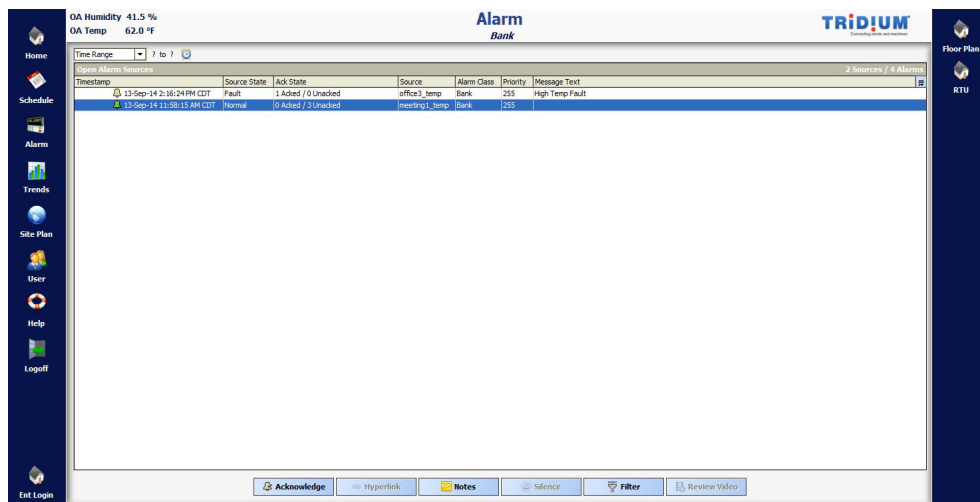 OA Humidity 41.5 %
OA Temp 62.0 °F
Alarm
Bank
TRiDiUM
Connecting minds and machines
Home
Schedule
Alarm
Trends
Site Plan
User
Help
Logoff
Ent Login
Floor Plan
RTU
Time Range ? to ?
Open Alarm Sources 2 Sources / 4 Alarms
Timestamp Source State Ack State Source Alarm Class Priority Message Text
13-Sep-14 2:16:24 PM CDT Fault 1 Acked / 0 Unacked office3_temp Bank 255 High Temp Fault
13-Sep-14 11:58:15 AM CDT Normal 0 Acked / 3 Unacked meeting1_temp Bank 255
Acknowledge Hyperlink Notes Silence Filter Review Video